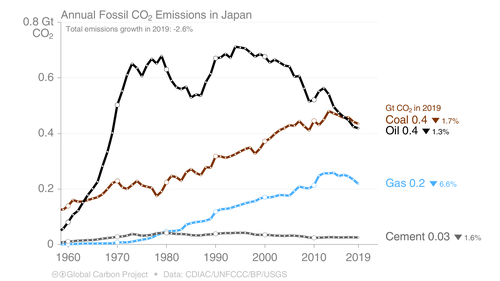 Annual Fossil CO₂ Emissions in Japan
0.8 Gt
CO₂
Total emissions growth in 2019: -2.6%
0.6
0.4
0.2
0
1960 1970 1980 1990 2000 2010 2019
Gt CO₂ in 2019
Coal 0.4 ▼ 1.7%
Oil 0.4 ▼ 1.3%
Gas 0.2 ▼ 6.6%
Cement 0.03 ▼ 1.6%
Global Carbon Project • Data: CDIAC/UNFCCC/BP/USGS